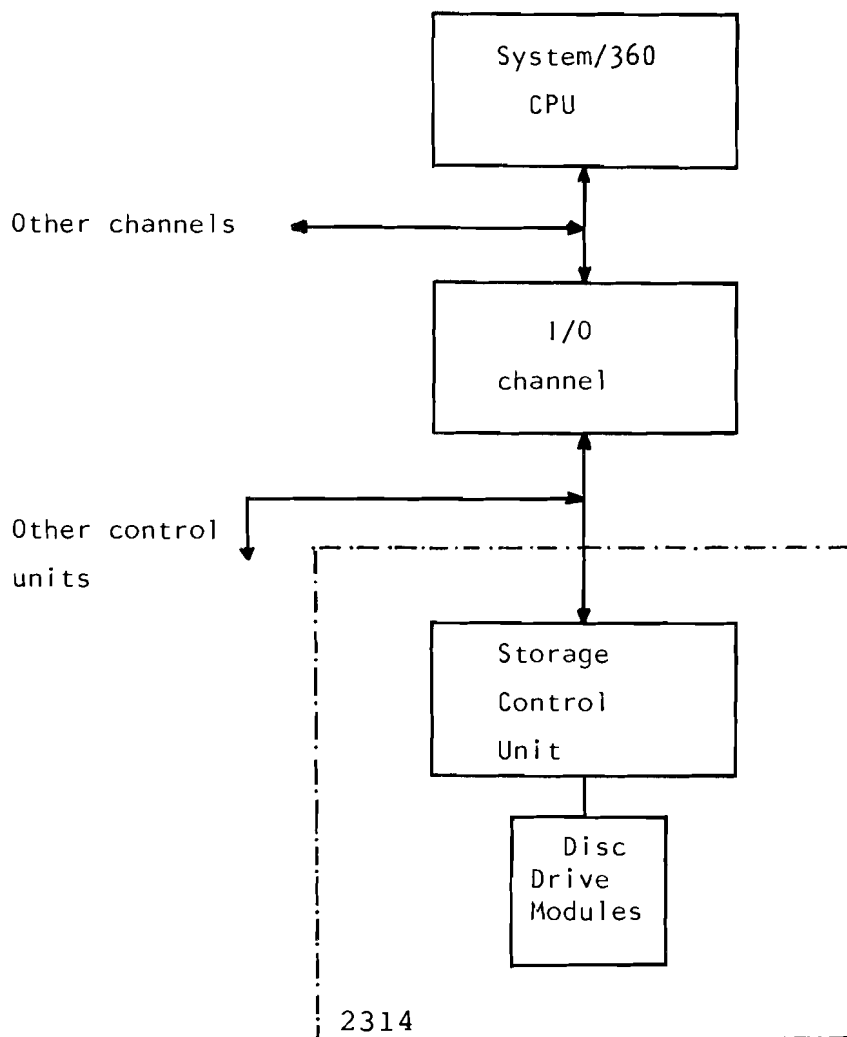 System/360
CPU
Other channels
I/O
channel
Other control
units
Storage
Control
Unit
Disc
Drive
Modules
2314